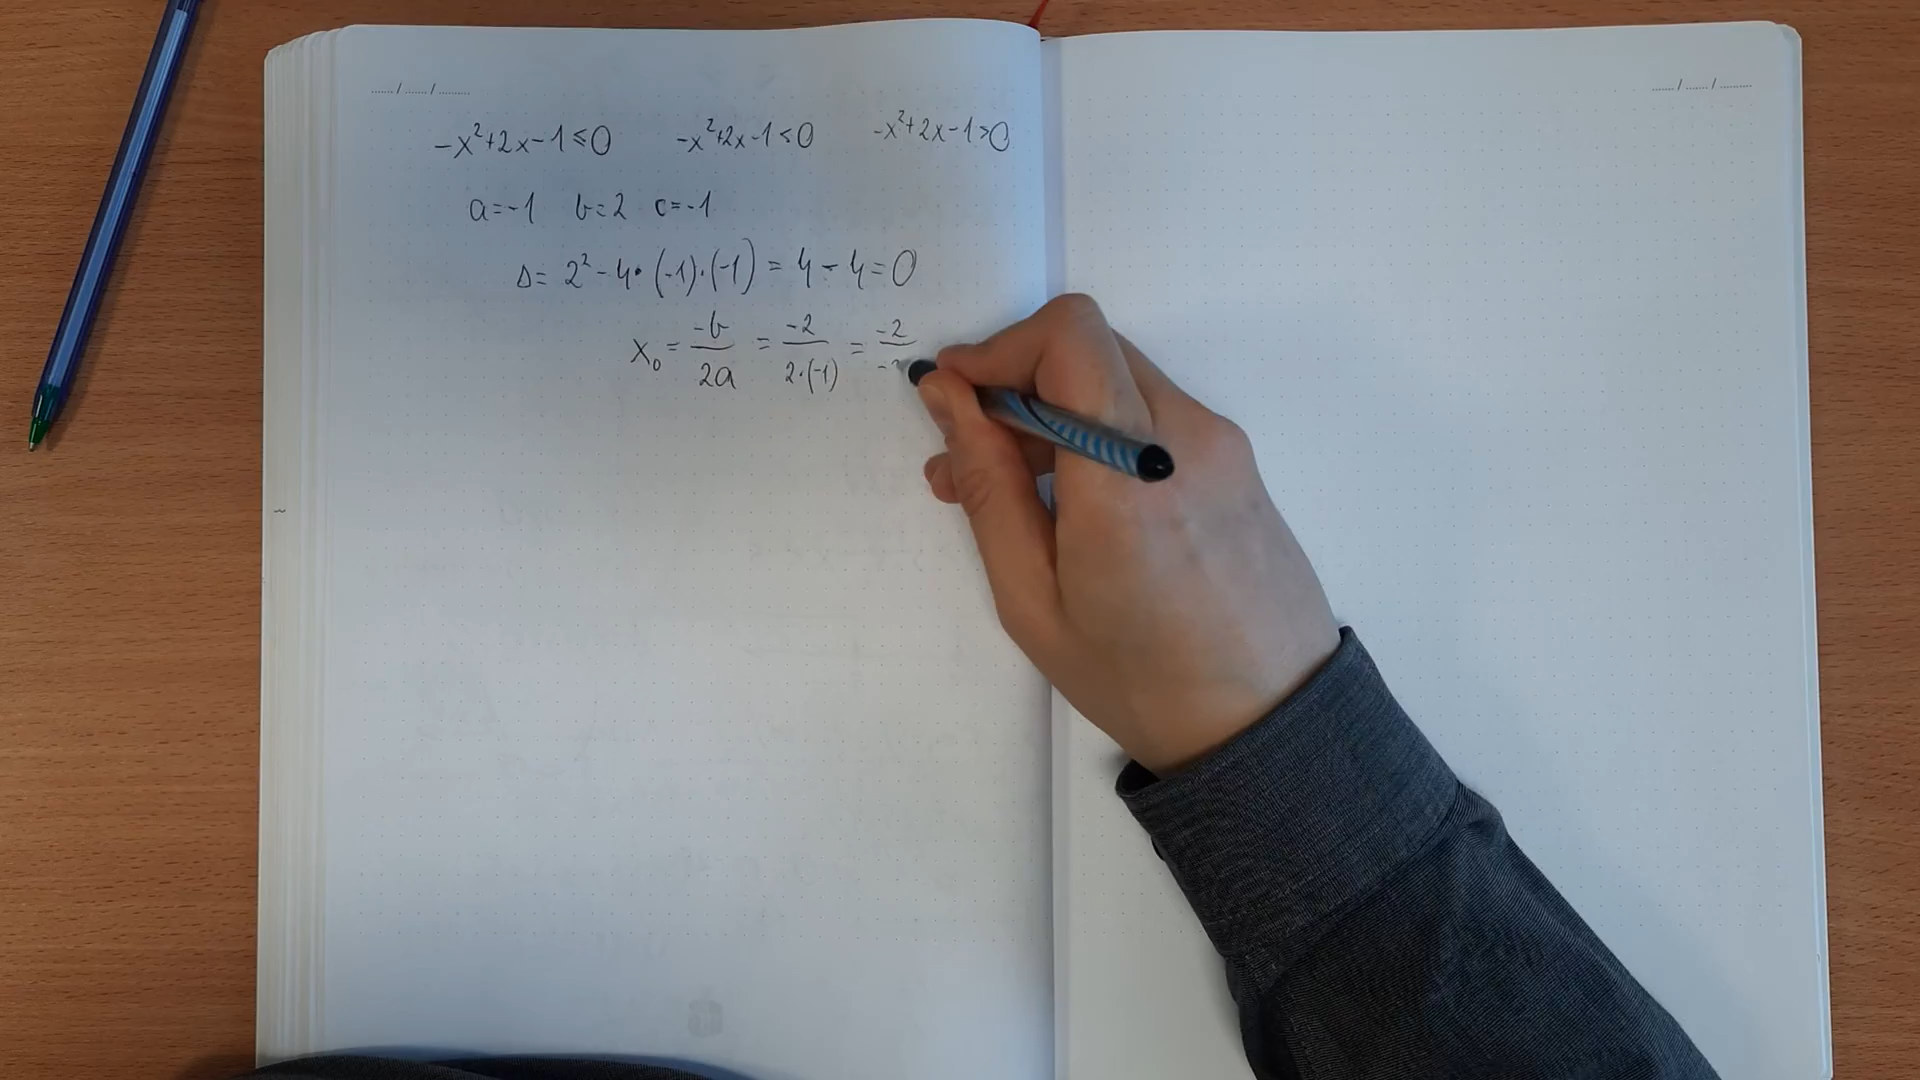 ...... / ...... / .......... ...... / ...... / ..........
-x²+2x-1≤0 -x²+2x-1<0 -x²+2x-1>0
a=-1 b=2 c=-1
Δ= 2²-4·(-1)·(-1) = 4-4=0
x₀ = -b/2a = -2/2·(-1) = -2/-2